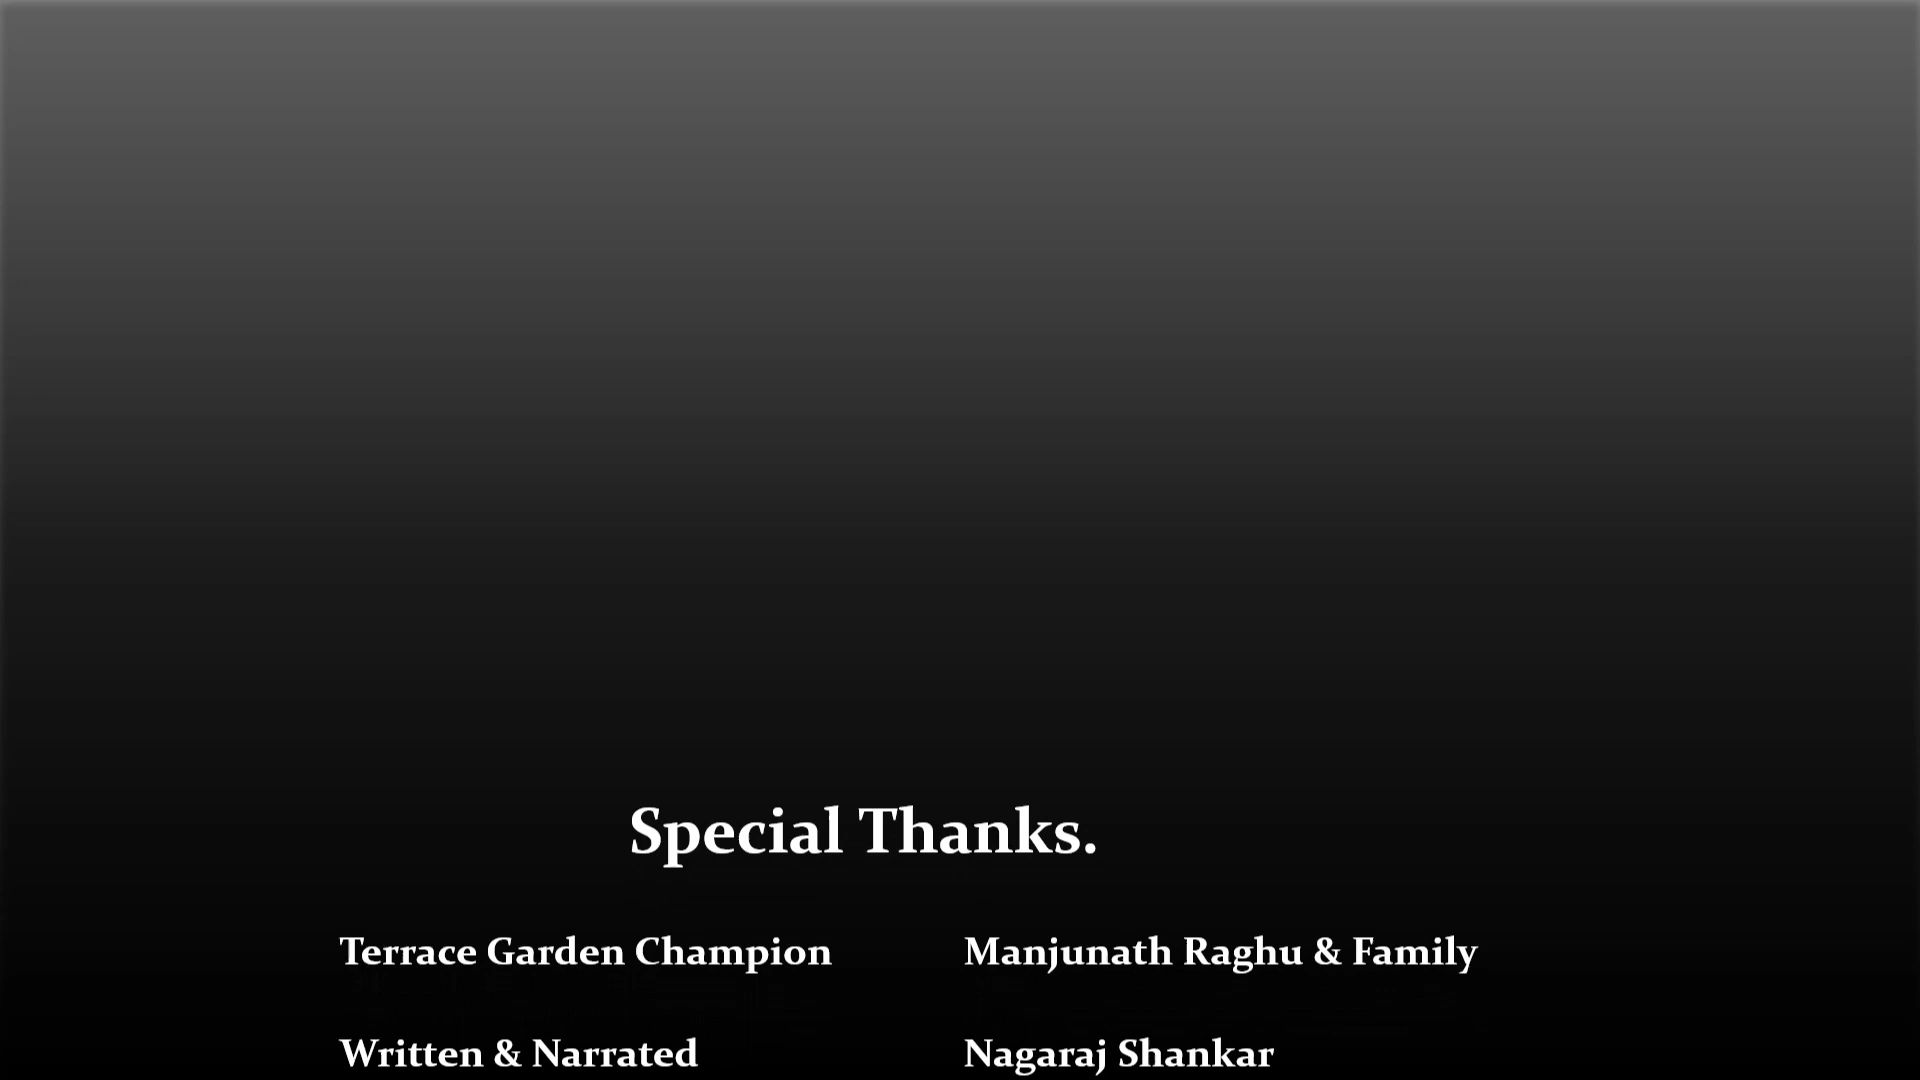 Special Thanks.
Terrace Garden Champion Manjunath Raghu & Family
Written & Narrated Nagaraj Shankar